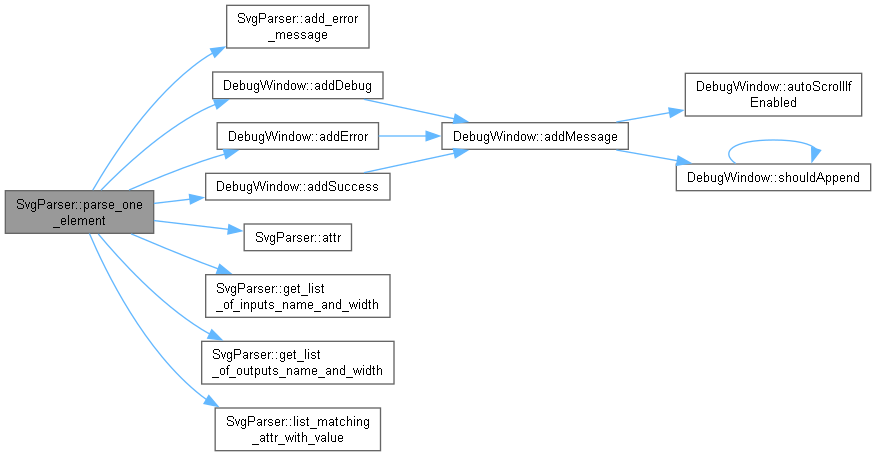 SvgParser::add_error
_message
DebugWindow::autoScrollIf
Enabled
DebugWindow::addDebug
DebugWindow::addError
DebugWindow::addMessage
DebugWindow::shouldAppend
DebugWindow::addSuccess
SvgParser::parse_one
_element
SvgParser::attr
SvgParser::get_list
_of_inputs_name_and_width
SvgParser::get_list
_of_outputs_name_and_width
SvgParser::list_matching
_attr_with_value